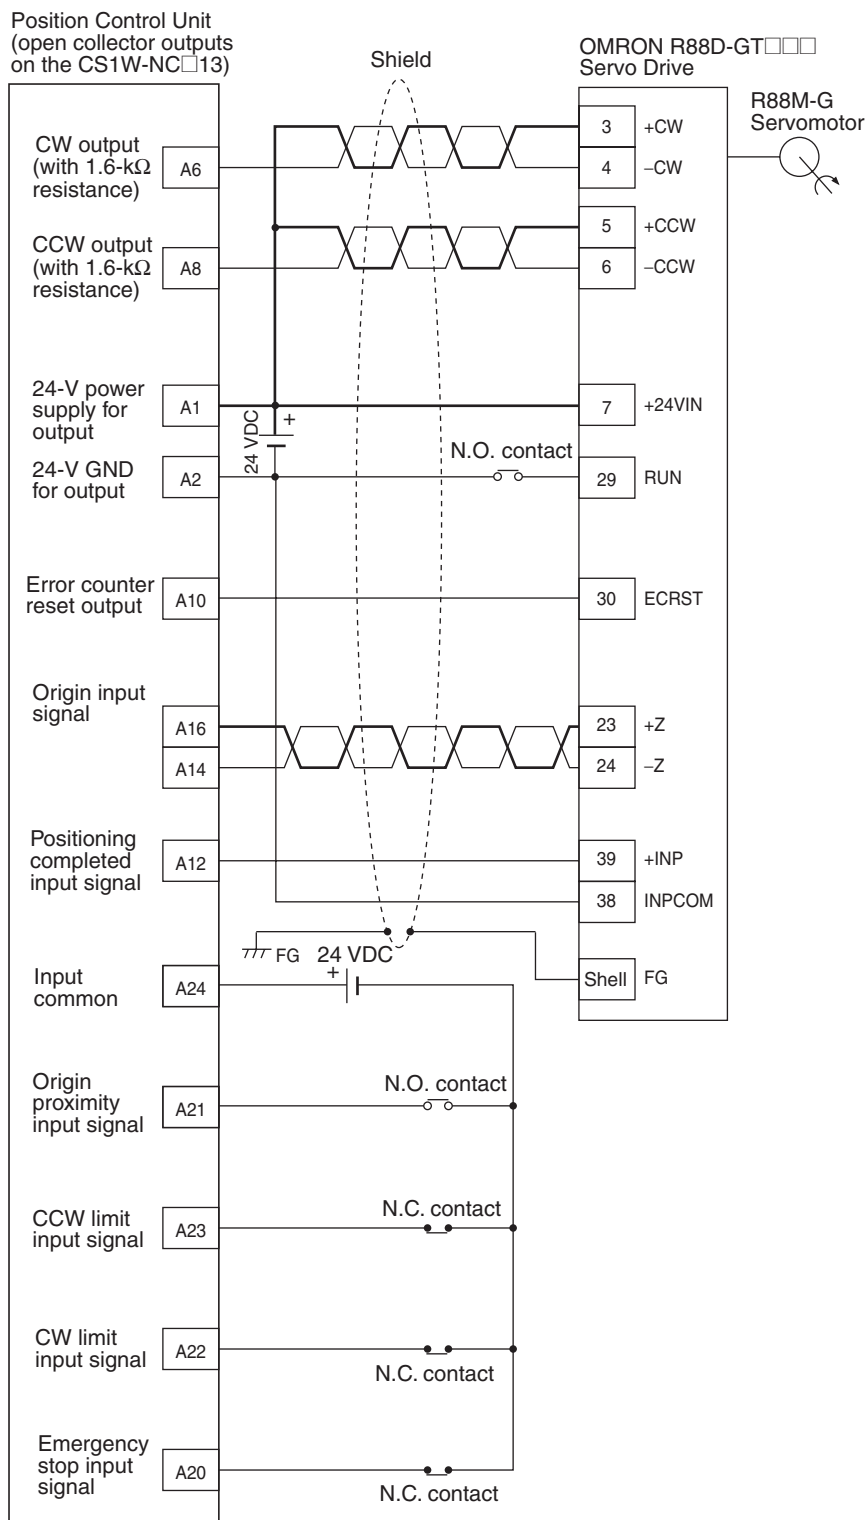 Position Control Unit
(open collector outputs
on the CS1W-NC□13)
Shield
OMRON R88D-GT□□□
Servo Drive
R88M-G
Servomotor
CW output
(with 1.6-kΩ
resistance)
A6
3
+CW
4
–CW
CCW output
(with 1.6-kΩ
resistance)
A8
5
+CCW
6
–CCW
24-V power
supply for
output
A1
7
+24VIN
24 VDC
+
24-V GND
for output
A2
N.O. contact
29
RUN
Error counter
reset output
A10
30
ECRST
Origin input
signal
A16
A14
23
+Z
24
–Z
Positioning
completed
input signal
A12
39
+INP
38
INPCOM
FG
24 VDC
+
Shell
FG
Input
common
A24
Origin
proximity
input signal
A21
N.O. contact
CCW limit
input signal
A23
N.C. contact
CW limit
input signal
A22
N.C. contact
Emergency
stop input
signal
A20
N.C. contact